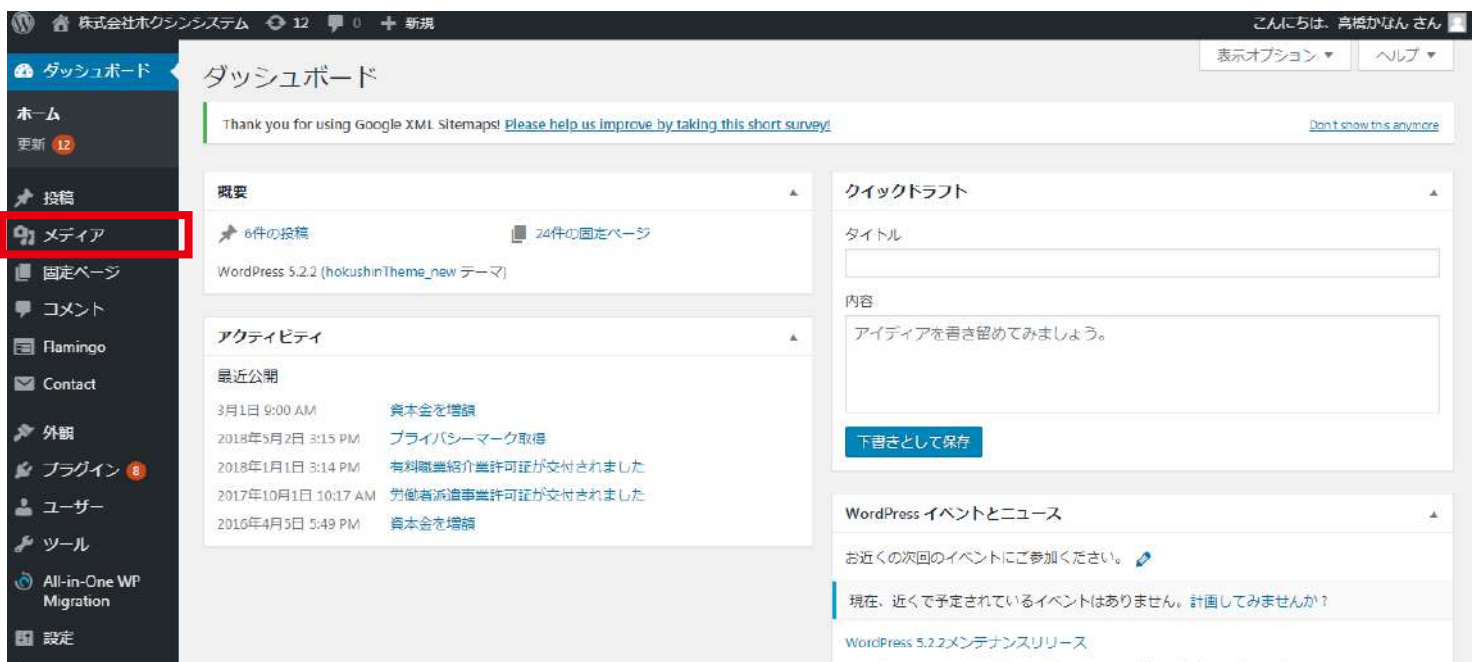 株式会社ホクシンシステム 12 0 新規
こんにちは、高橋かなん さん
ダッシュボード
ホーム
更新 12
投稿
メディア
固定ページ
コメント
Flamingo
Contact
外観
プラグイン 8
ユーザー
ツール
All-in-One WP
Migration
設定
表示オプション ▼
ヘルプ ▼
ダッシュボード
Thank you for using Google XML Sitemaps! Please help us improve by taking this short survey!
Don't show this anymore
概要
6件の投稿
24件の固定ページ
WordPress 5.2.2 (hokushinTheme_new テーマ)
アクティビティ
最近公開
3月1日 9:00 AM 資本金を増額
2018年5月2日 3:15 PM プライバシーマーク取得
2018年1月1日 3:14 PM 有料職業紹介業許可証が交付されました
2017年10月1日 10:17 AM 労働者派遣事業許可証が交付されました
2016年4月5日 5:49 PM 資本金を増額
クイックドラフト
タイトル
内容
アイディアを書き留めてみましょう。
下書きとして保存
WordPress イベントとニュース
お近くの次回のイベントにご参加ください。
現在、近くで予定されているイベントはありません。計画してみませんか ?
WordPress 5.2.2メンテナンスリリース